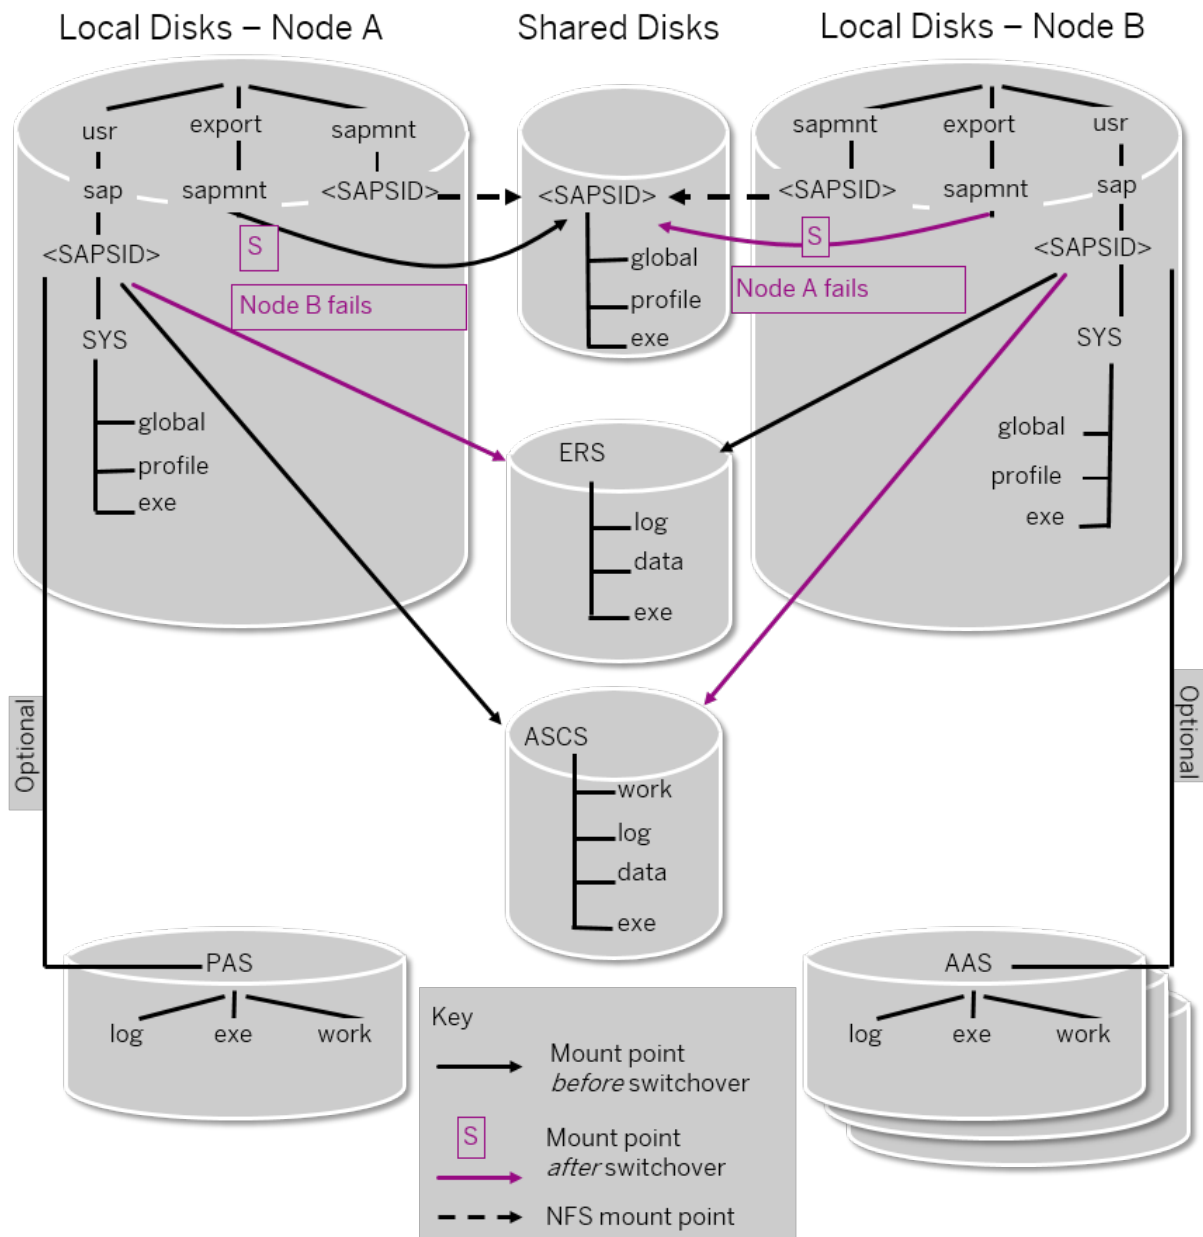 Local Disks – Node A
Shared Disks
Local Disks – Node B
usr
export
sapmnt
sap
sapmnt
<SAPSID>
<SAPSID>
S
Node B fails
SYS
global
profile
exe
<SAPSID>
global
profile
exe
sapmnt
export
usr
<SAPSID>
sapmnt
sap
S
<SAPSID>
Node A fails
SYS
global
profile
exe
ERS
log
data
exe
Optional
Optional
ASCS
work
log
data
exe
PAS
log
exe
work
AAS
log
exe
work
Key
Mount point
before switchover
S
Mount point
after switchover
NFS mount point